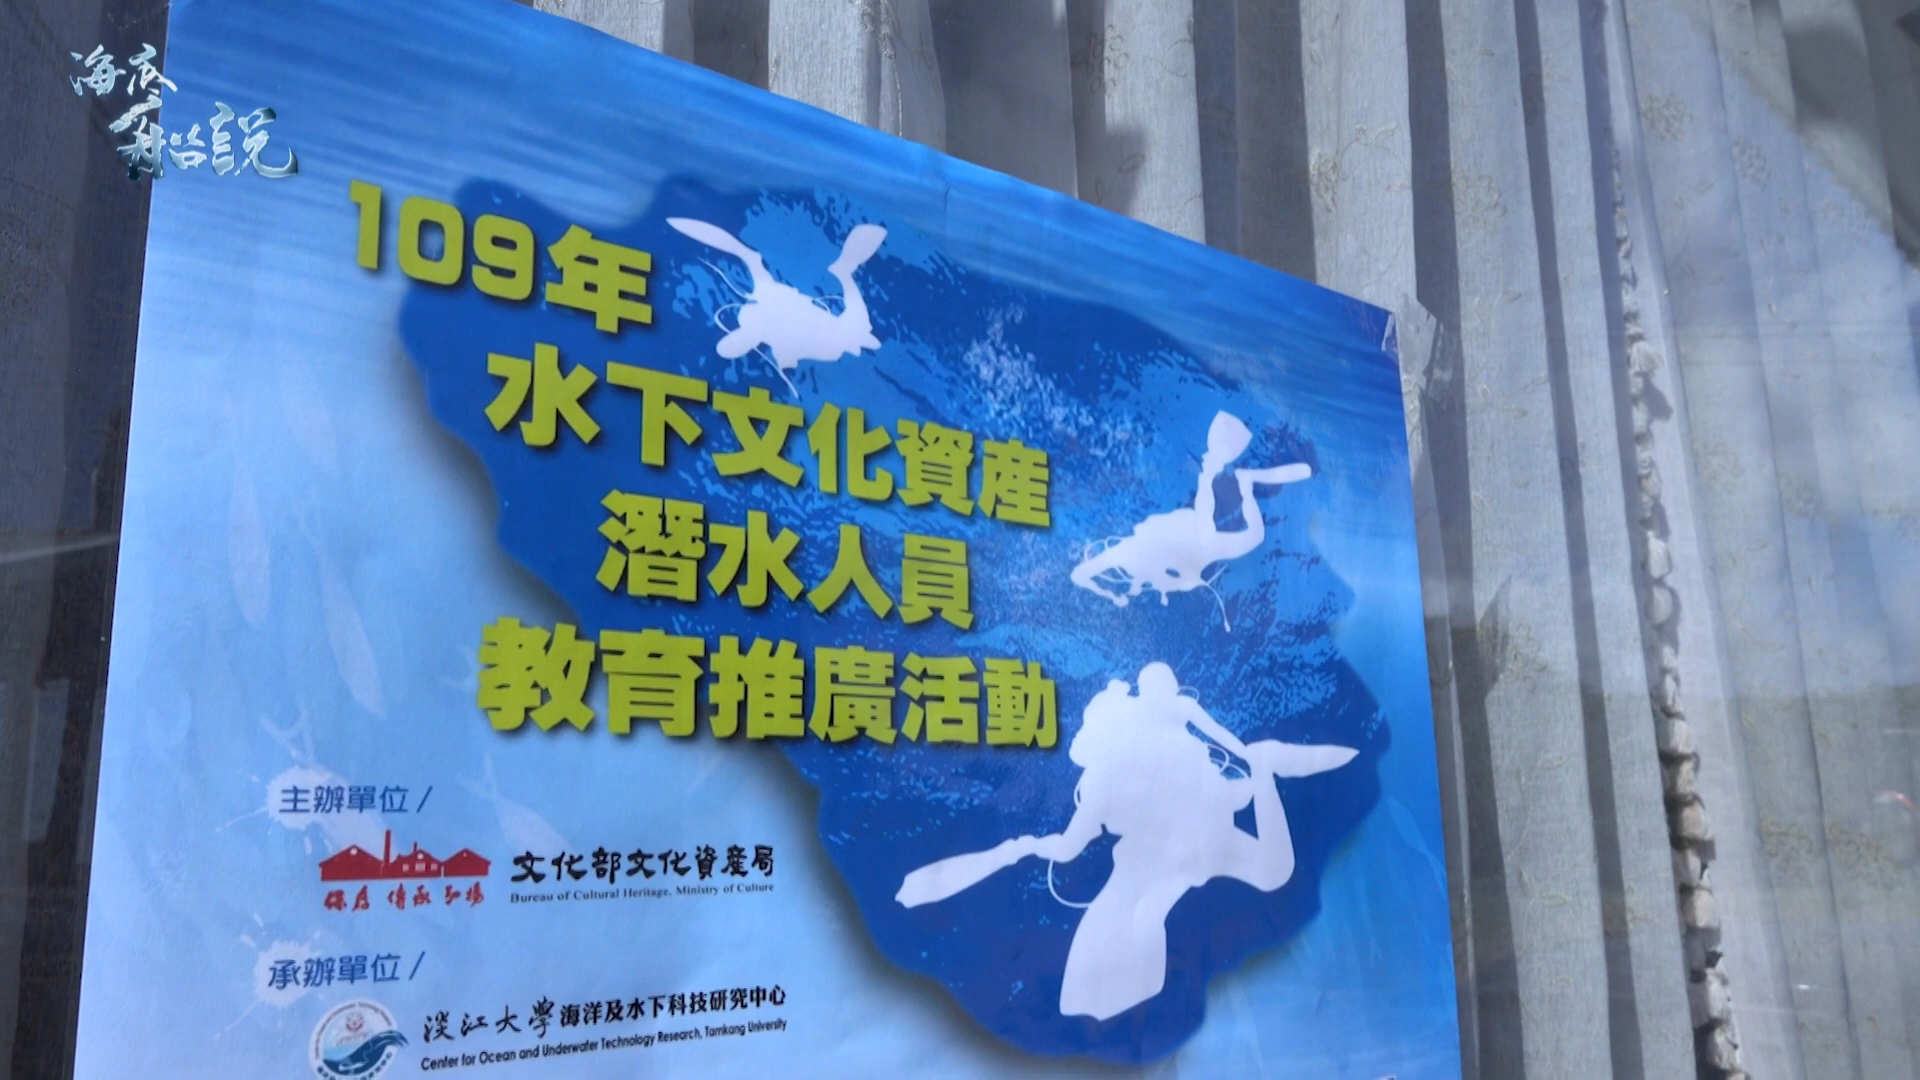 海底
船說
109年
水下文化資產
潛水人員
教育推廣活動
主辦單位/
保存 傳承 弘揚
文化部文化資產局
Bureau of Cultural Heritage, Ministry of Culture
承辦單位/
淡江大學 海洋及水下科技研究中心
Center for Ocean and Underwater Technology Research, Tamkang University